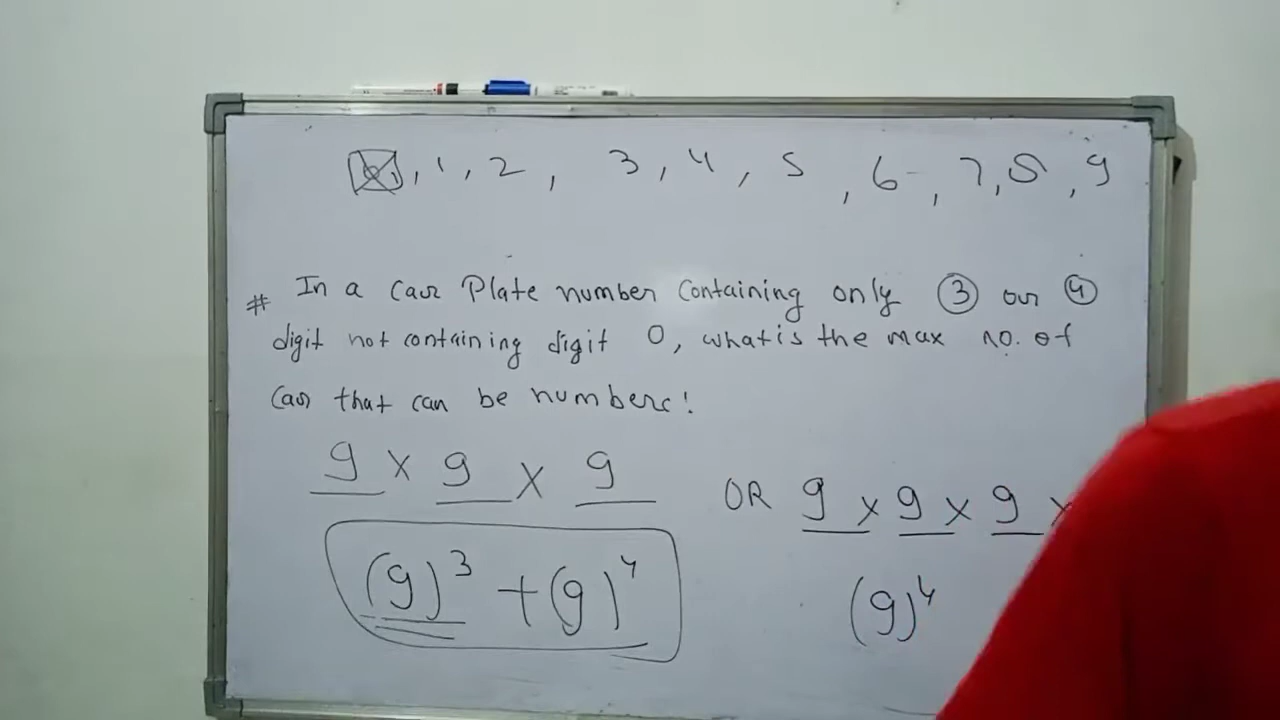 0, 1, 2, 3, 4, 5, 6, 7, 8, 9
# In a car Plate number containing only 3 or 4
digit not containing digit 0, what is the max no. of
Car that can be numbers!
9 x 9 x 9 OR 9 x 9 x 9 x
(9)³ + (9)⁴ (9)⁴